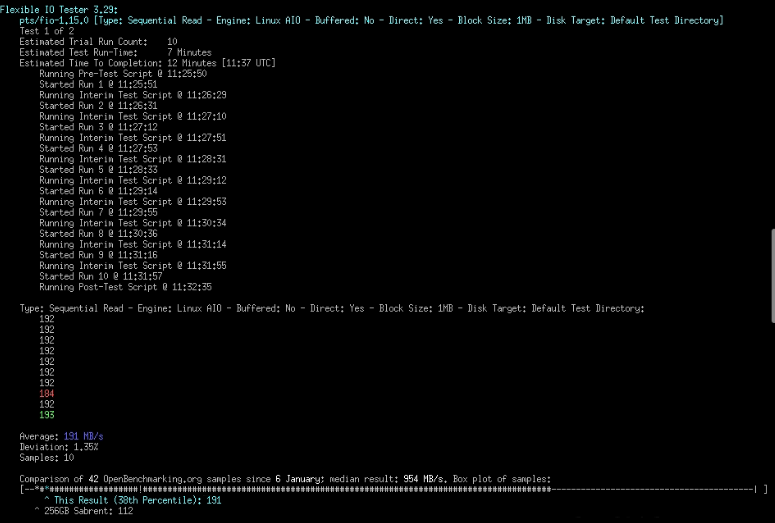 Flexible IO Tester 3.29:
pts/fio-1.15.0 [Type: Sequential Read - Engine: Linux AIO - Buffered: No - Direct: Yes - Block Size: 1MB - Disk Target: Default Test Directory]
Test 1 of 2
Estimated Trial Run Count: 10
Estimated Test Run-Time: 7 Minutes
Estimated Time To Completion: 12 Minutes [11:37 UTC]
Running Pre-Test Script @ 11:25:50
Started Run 1 @ 11:25:51
Running Interim Test Script @ 11:26:29
Started Run 2 @ 11:26:31
Running Interim Test Script @ 11:27:10
Started Run 3 @ 11:27:12
Running Interim Test Script @ 11:27:51
Started Run 4 @ 11:27:53
Running Interim Test Script @ 11:28:31
Started Run 5 @ 11:28:33
Running Interim Test Script @ 11:29:12
Started Run 6 @ 11:29:14
Running Interim Test Script @ 11:29:53
Started Run 7 @ 11:29:55
Running Interim Test Script @ 11:30:34
Started Run 8 @ 11:30:36
Running Interim Test Script @ 11:31:14
Started Run 9 @ 11:31:16
Running Interim Test Script @ 11:31:55
Started Run 10 @ 11:31:57
Running Post-Test Script @ 11:32:35
Type: Sequential Read - Engine: Linux AIO - Buffered: No - Direct: Yes - Block Size: 1MB - Disk Target: Default Test Directory:
192
192
192
192
192
192
192
184
192
193
Average: 191 MB/s
Deviation: 1.35%
Samples: 10
Comparison of 42 OpenBenchmarking.org samples since 6 January; median result: 954 MB/s. Box plot of samples:
[--*#*##################!###################################################################################-----------------------------------------| ]
^ This Result (38th Percentile): 191
^ 256GB Sabrent: 112